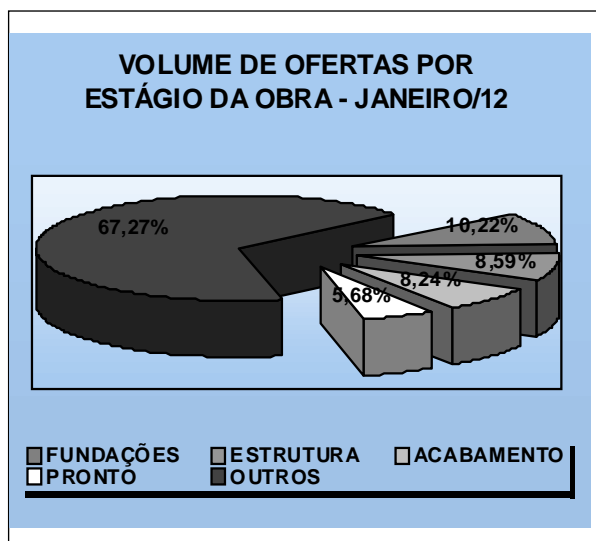 VOLUME DE OFERTAS POR
ESTÁGIO DA OBRA - JANEIRO/12
67,27%
10,22%
8,59%
8,24%
5,68%
FUNDAÇÕES ESTRUTURA ACABAMENTO
PRONTO OUTROS